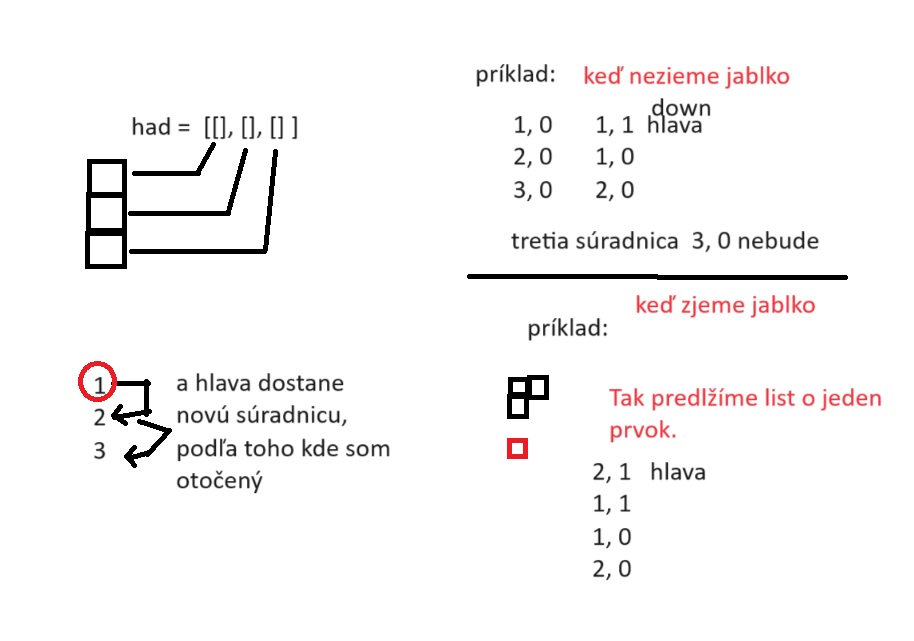 had = [[], [], [] ]
1
2
3
a hlava dostane
novú súradnicu,
podľa toho kde som
otočený
príklad: keď nezieme jablko
down
1, 0 1, 1 hlava
2, 0 1, 0
3, 0 2, 0
tretia súradnica 3, 0 nebude
keď zjeme jablko
príklad:
Tak predlžíme list o jeden
prvok.
2, 1 hlava
1, 1
1, 0
2, 0